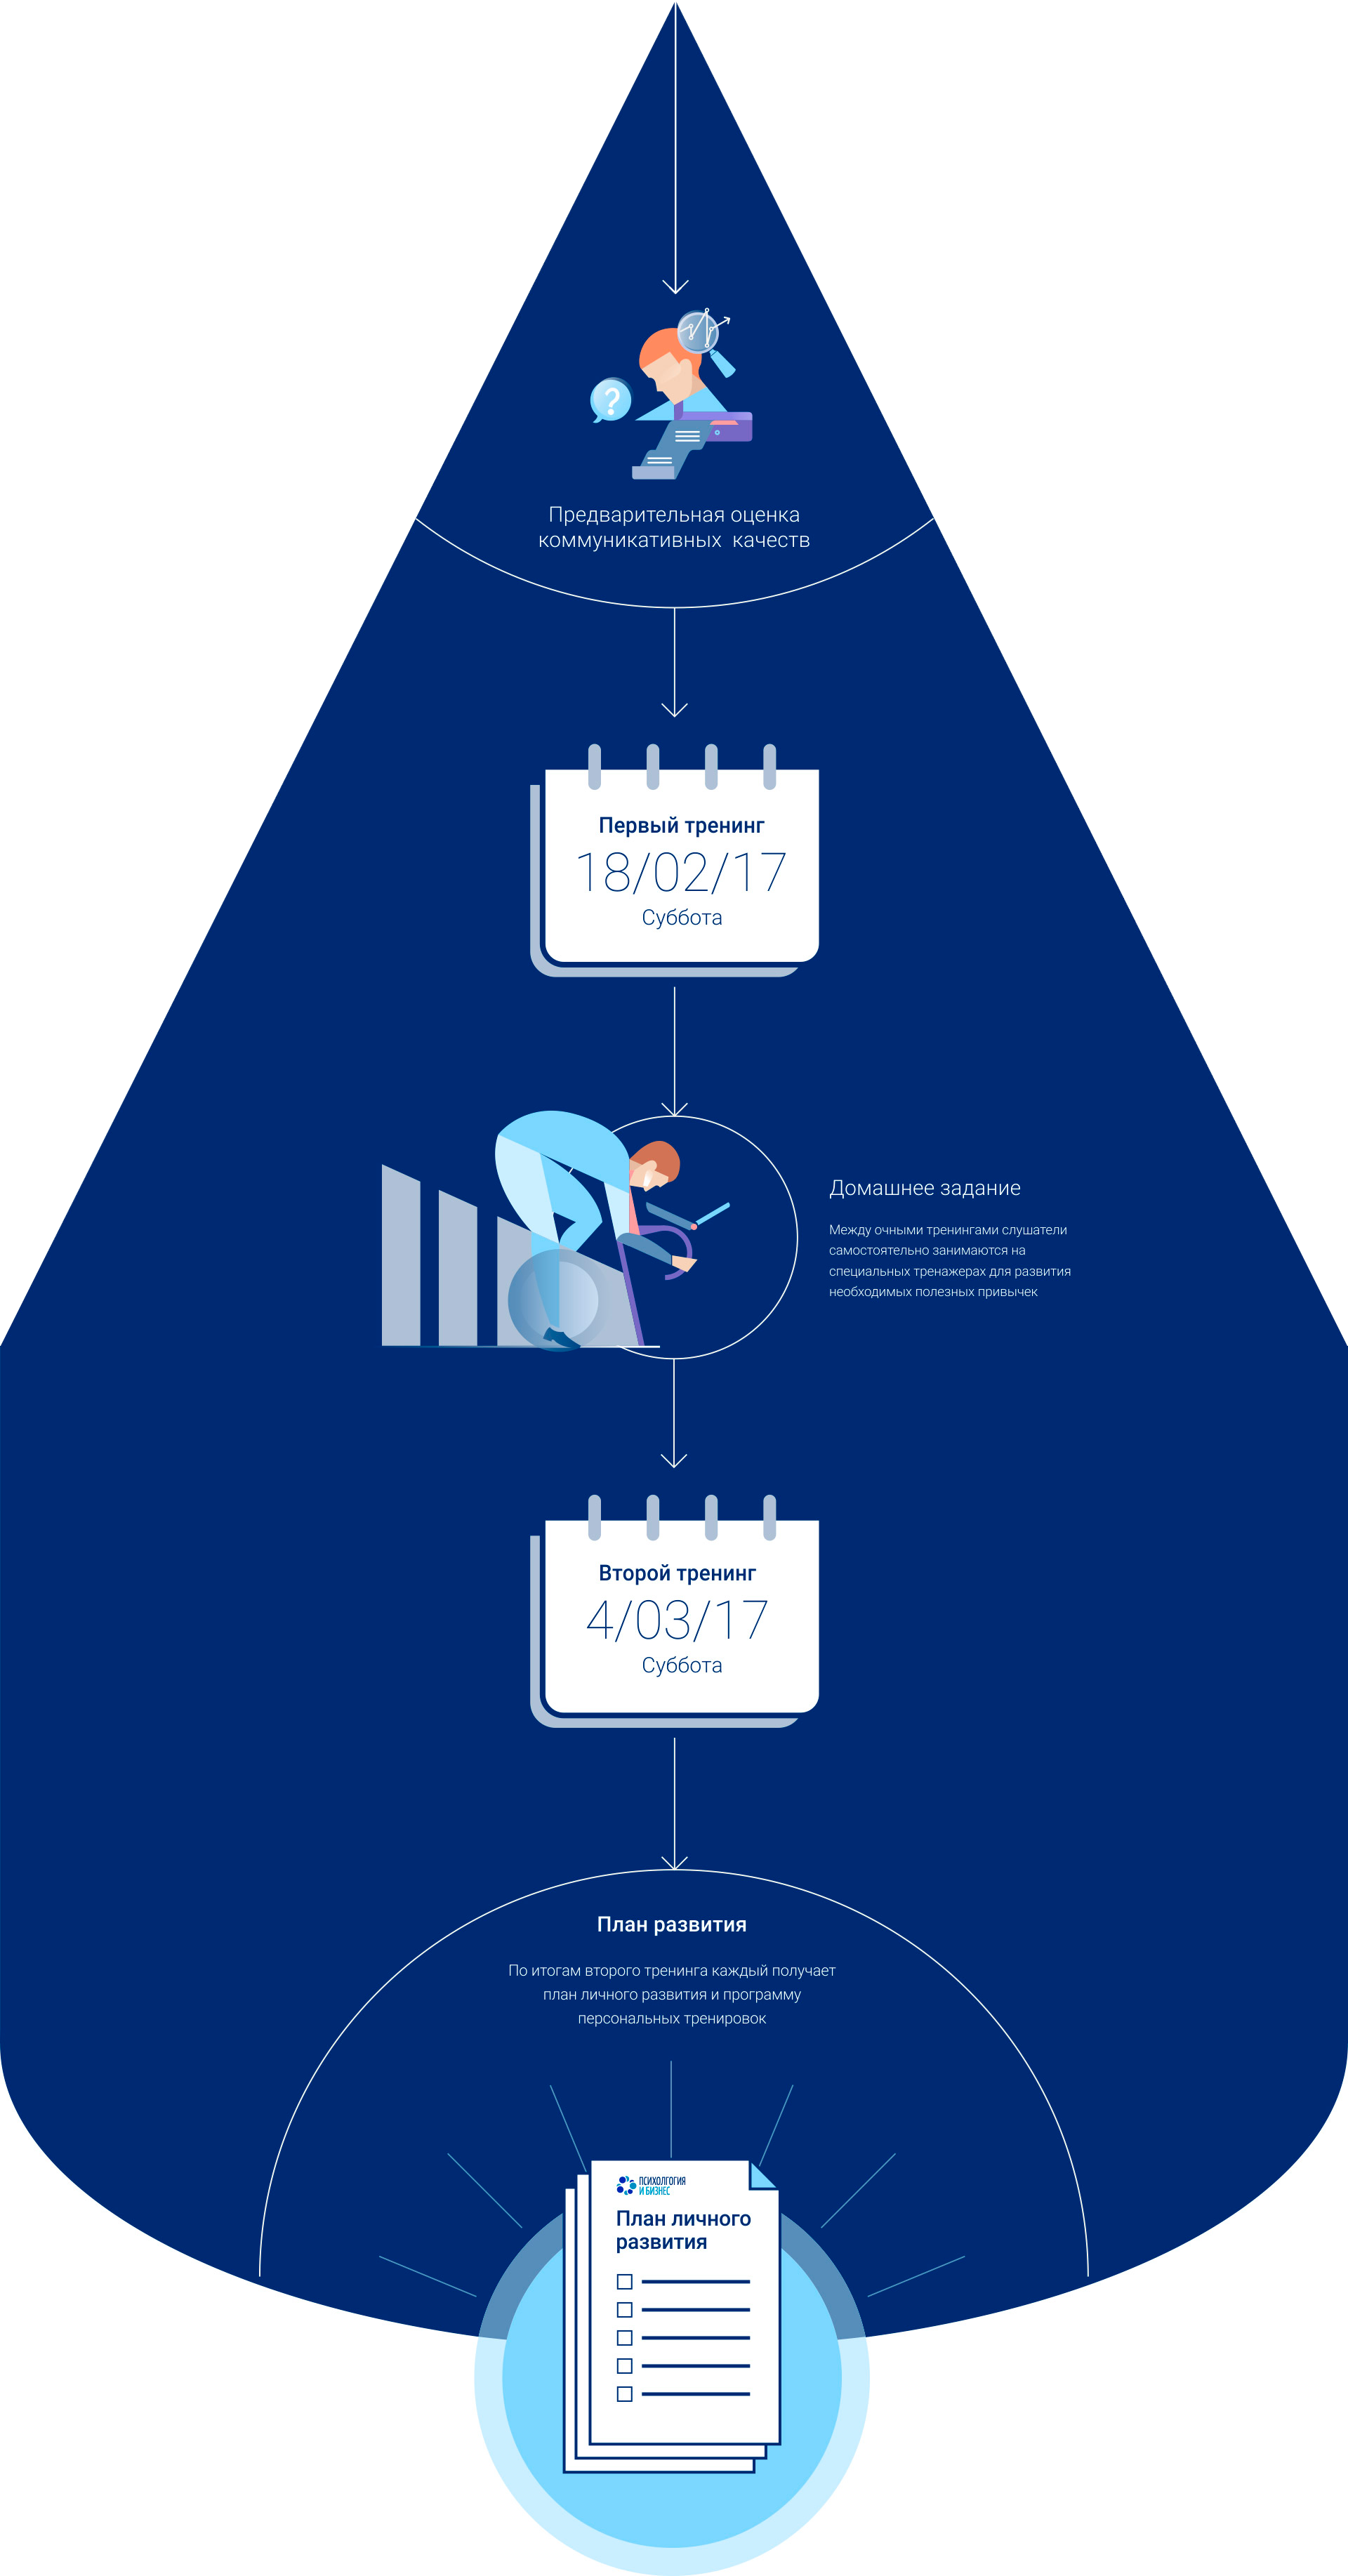 ?
Предварительная оценка
коммуникативных качеств
Первый тренинг
18/02/17
Суббота
Домашнее задание
Между очными тренингами слушатели
самостоятельно занимаются на
специальных тренажерах для развития
необходимых полезных привычек
Второй тренинг
4/03/17
Суббота
План развития
По итогам второго тренинга каждый получает
план личного развития и программу
персональных тренировок
ПСИХОЛГОГИЯ
И БИЗНЕС
План личного
развития